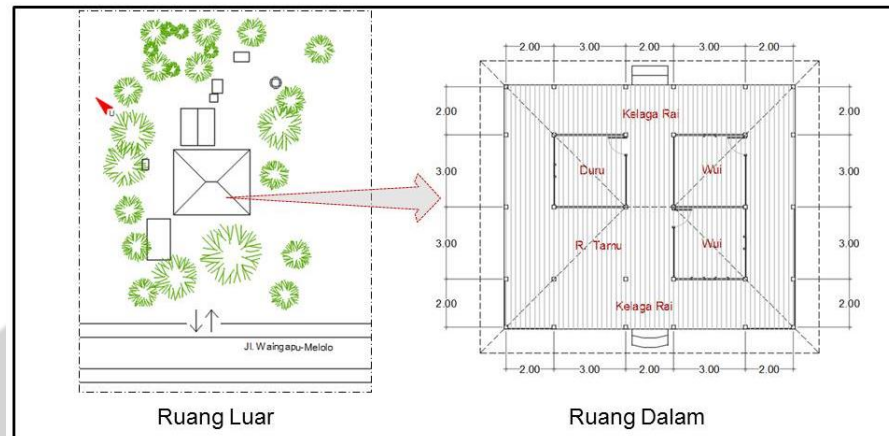 U
Jl. Waingapu-Melolo
Ruang Luar
2.00 3.00 2.00 3.00 2.00
2.00
3.00
3.00
2.00
Kelaga Rai
Duru
Wui
R. Tamu
Wui
Kelaga Rai
2.00
3.00
3.00
2.00
2.00 3.00 2.00 3.00 2.00
Ruang Dalam